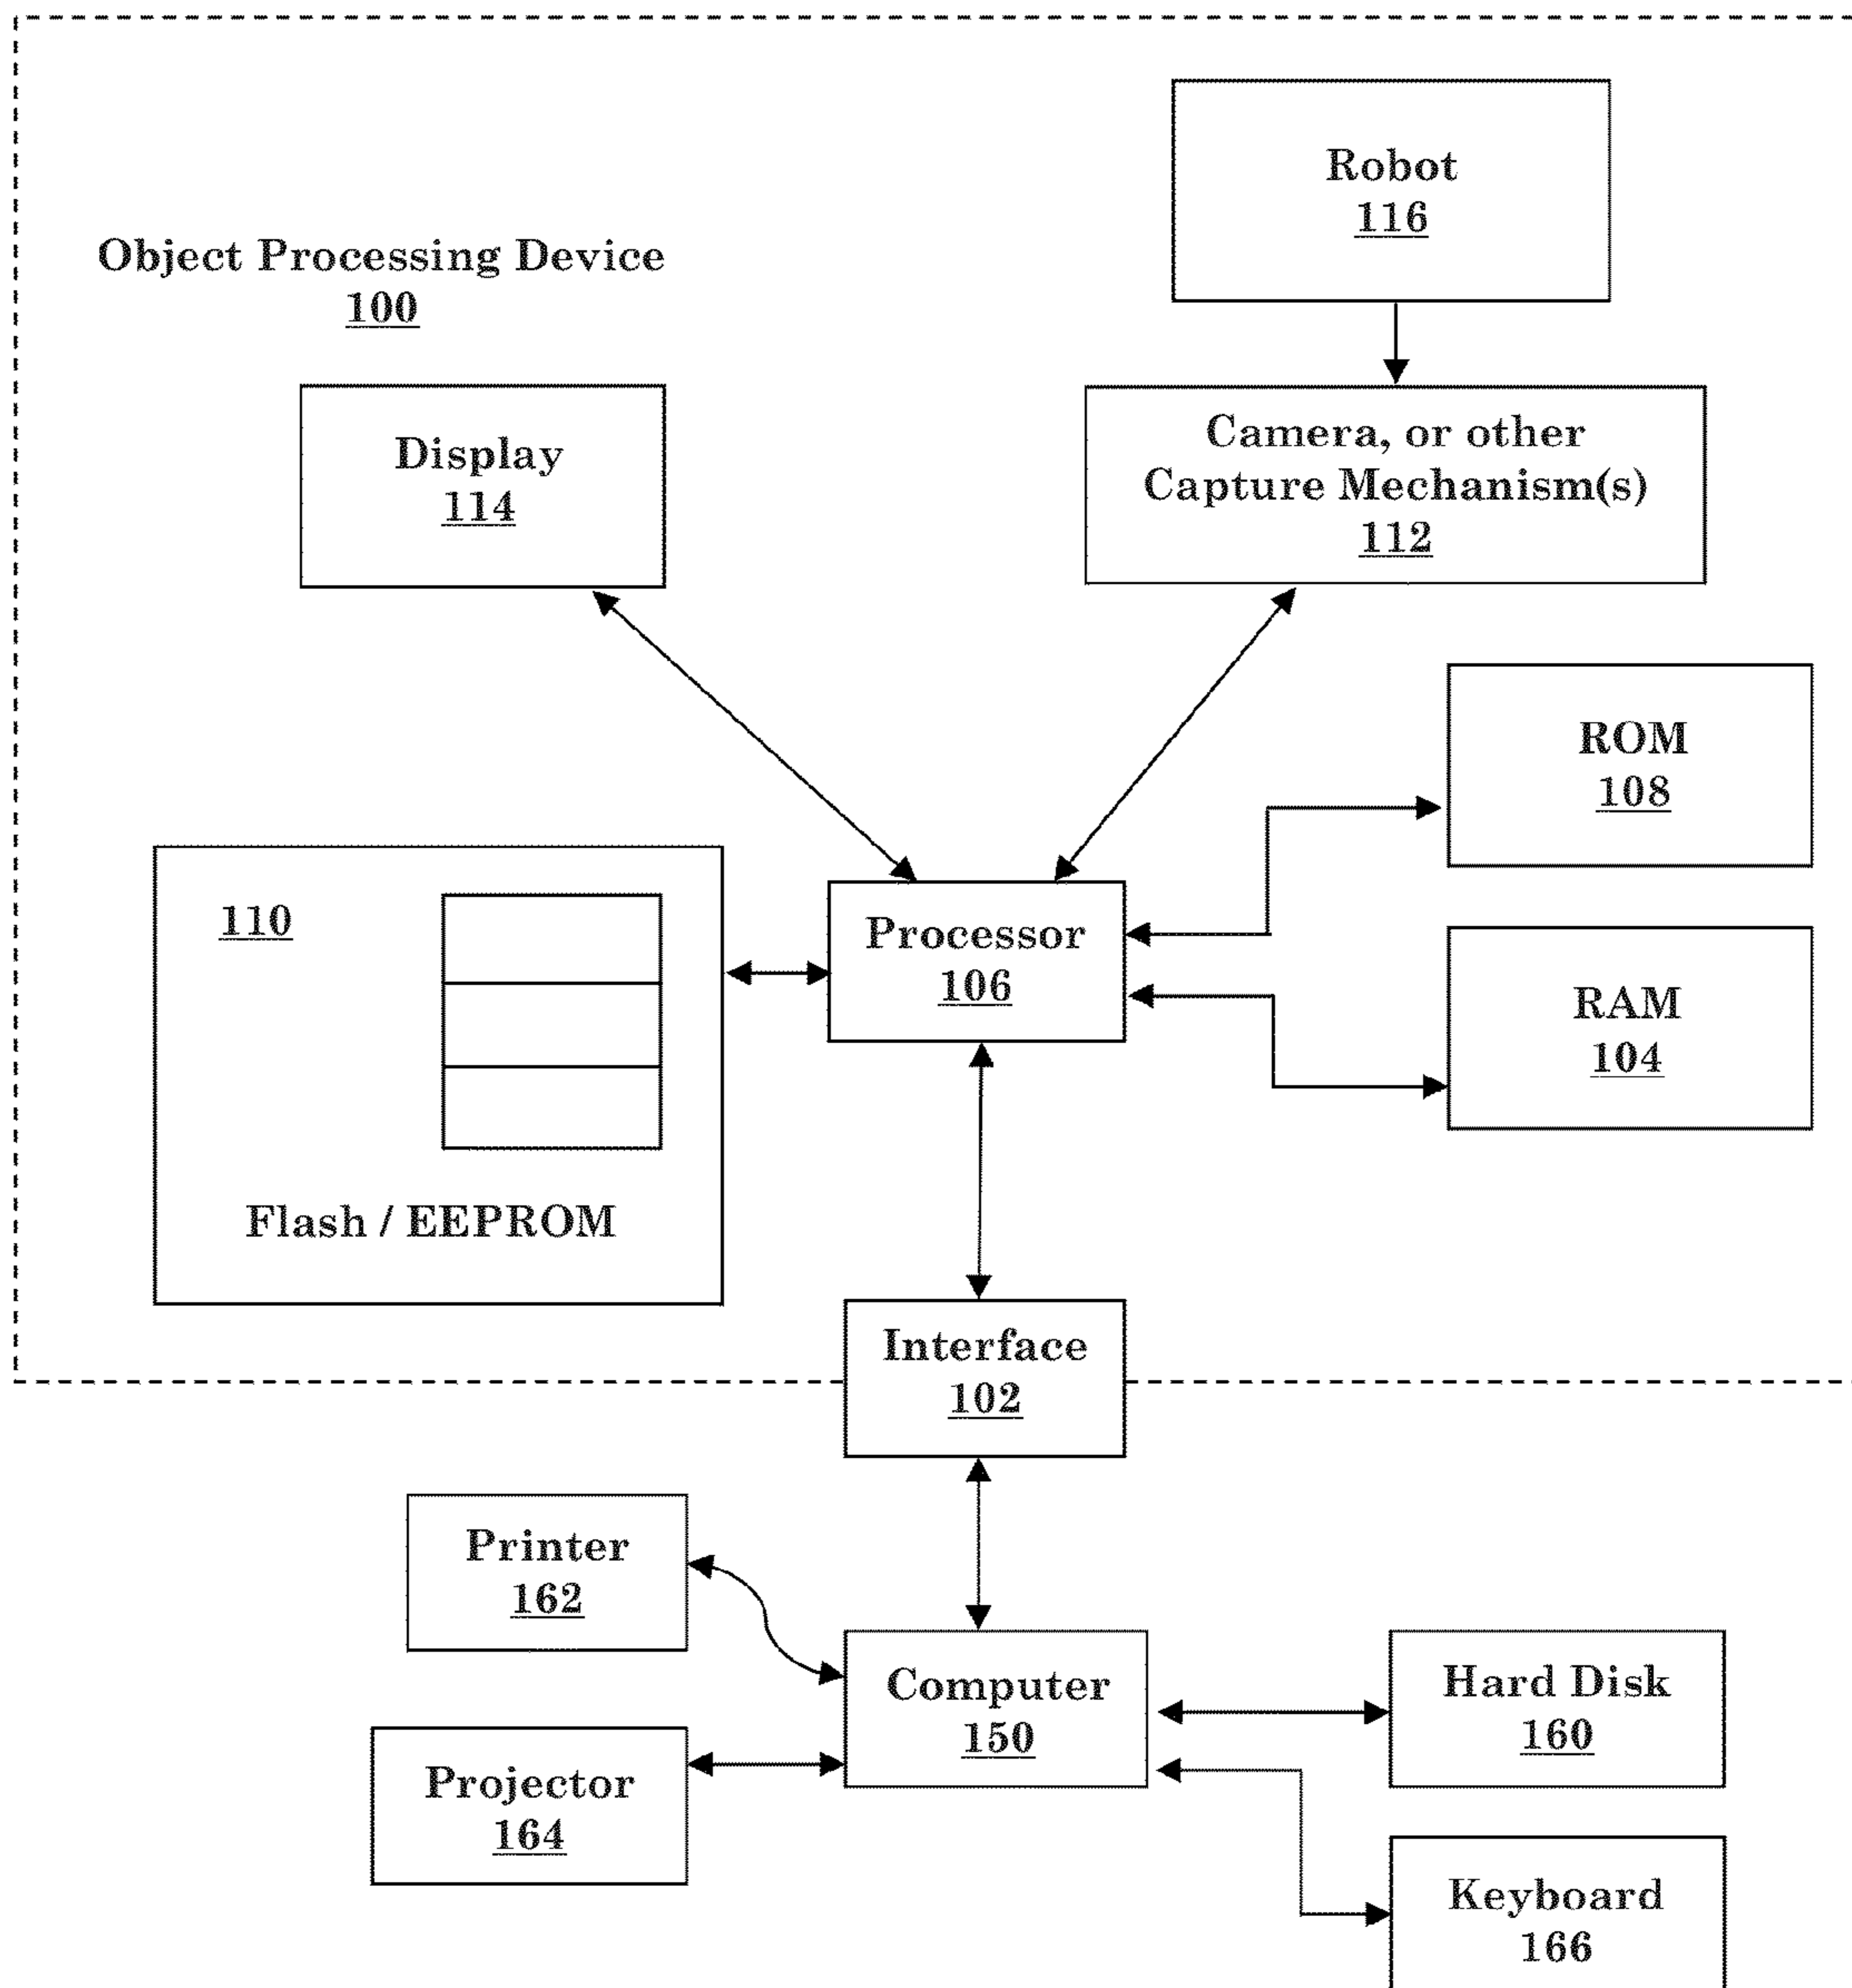 Robot
116
Object Processing Device
100
Display
114
Camera, or other
Capture Mechanism(s)
112
ROM
108
110
Processor
106
RAM
104
Flash / EEPROM
Interface
102
Printer
162
Computer
150
Hard Disk
160
Projector
164
Keyboard
166